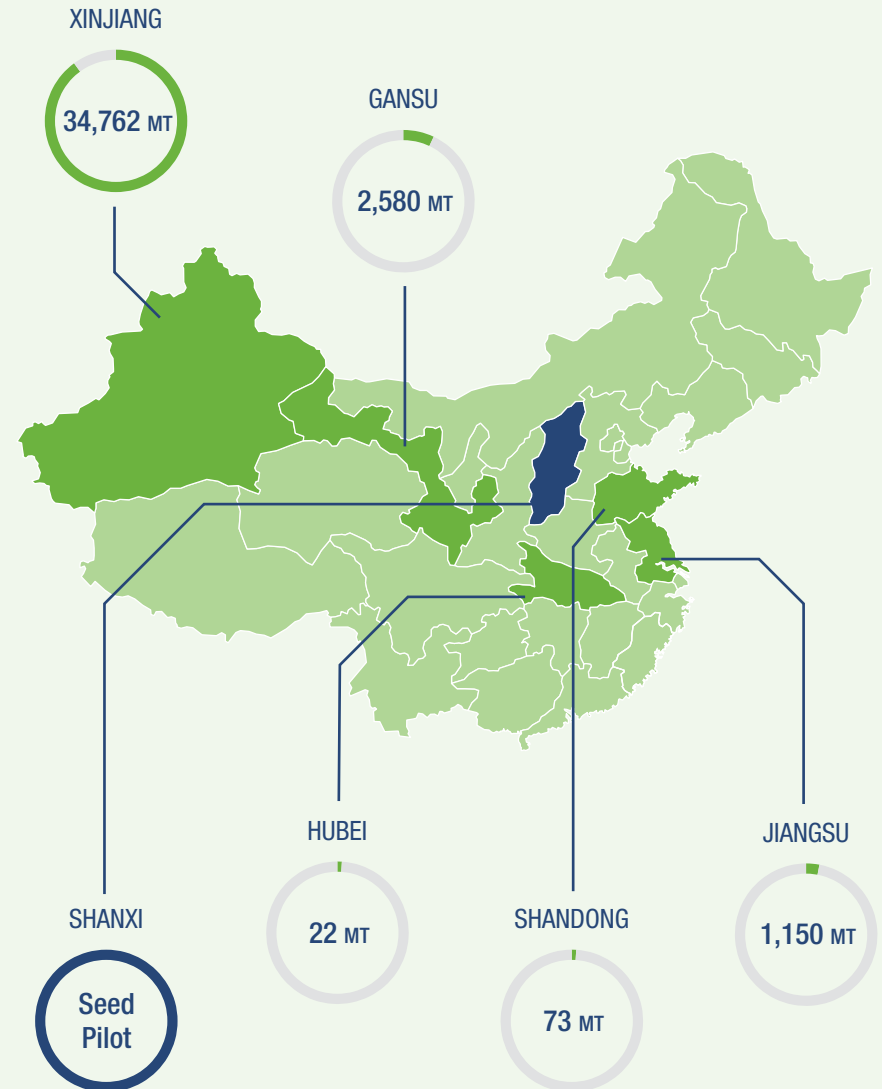 XINJIANG
34,762 MT
GANSU
2,580 MT
HUBEI
22 MT
JIANGSU
1,150 MT
SHANXI
Seed
Pilot
SHANDONG
73 MT